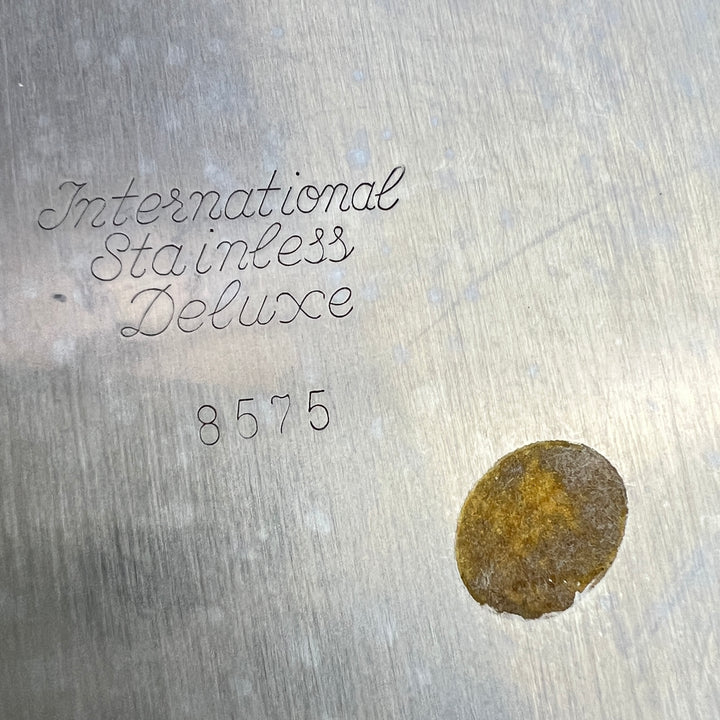 International
Stainless
Deluxe
8575